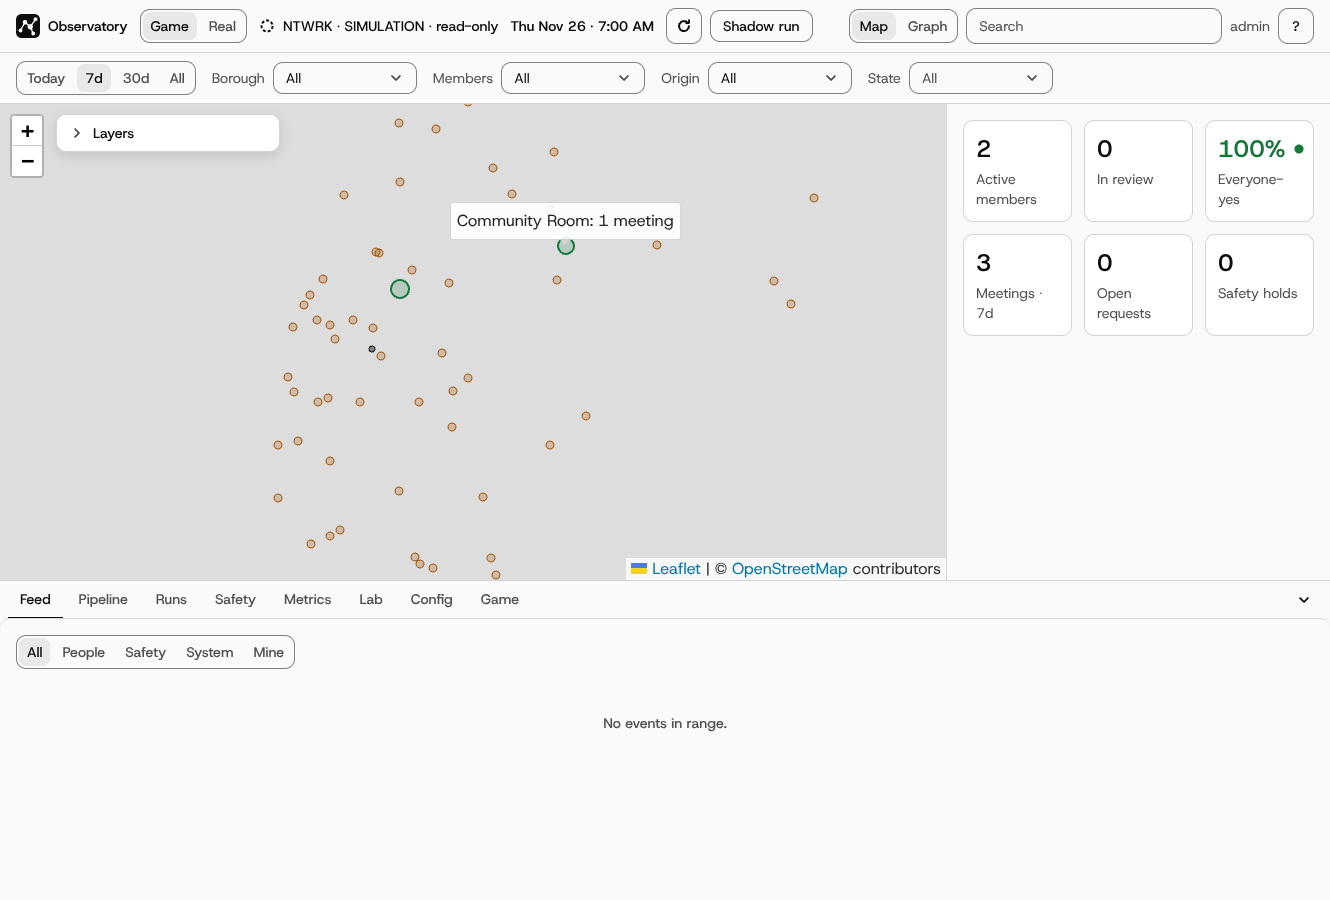 Observatory
Game Real
NTWRK · SIMULATION · read-only
Thu Nov 26 · 7:00 AM
Shadow run
Map Graph
Search
admin
?
Today 7d 30d All
Borough All
Members All
Origin All
State All
+
−
Layers
Community Room: 1 meeting
Leaflet | © OpenStreetMap contributors
2
Active
members
0
In review
100%
Everyone-
yes
3
Meetings ·
7d
0
Open
requests
0
Safety holds
Feed Pipeline Runs Safety Metrics Lab Config Game
All People Safety System Mine
No events in range.